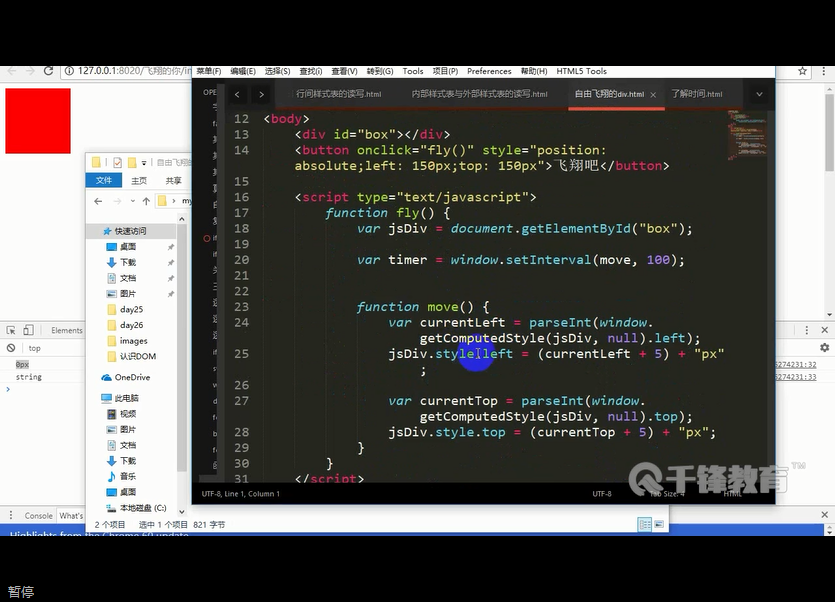 127.0.0.1:8020/飞翔的你/in
菜单(F) 编辑(E) 选择(S) 查找(i) 查看(V) 转到(G) Tools 项目(P) Preferences 帮助(H) HTML5 Tools
行间样式表的读写.html 内部样式表与外部样式表的读写.html 自由飞翔的div.html 了解时间.html
12 <body>
13 <div id="box"></div>
14 <button onclick="fly()" style="position:
absolute;left: 150px;top: 150px">飞翔吧</button>
15
16 <script type="text/javascript">
17 function fly() {
18 var jsDiv = document.getElementById("box");
19
20 var timer = window.setInterval(move, 100);
21
22
23 function move() {
24 var currentLeft = parseInt(window.
getComputedStyle(jsDiv, null).left);
25 jsDiv.style.left = (currentLeft + 5) + "px"
;
26
27 var currentTop = parseInt(window.
getComputedStyle(jsDiv, null).top);
28 jsDiv.style.top = (currentTop + 5) + "px";
29 }
30 }
31 </script>
UTF-8, Line 1, Column 1 UTF-8 Tab Size: 4 HTML
千锋教育™
自由飞翔的
文件 主页 共享
my
快速访问
桌面
下载
文档
图片
day25
day26
images
认识DOM
OneDrive
此电脑
视频
图片
文档
下载
音乐
桌面
本地磁盘 (C:)
2 个项目 选中 1 个项目 821 字节
Elements
top
0px
string
5274231:32
5274231:33
Console What's
Highlights from the Chrome 60 update
暂停